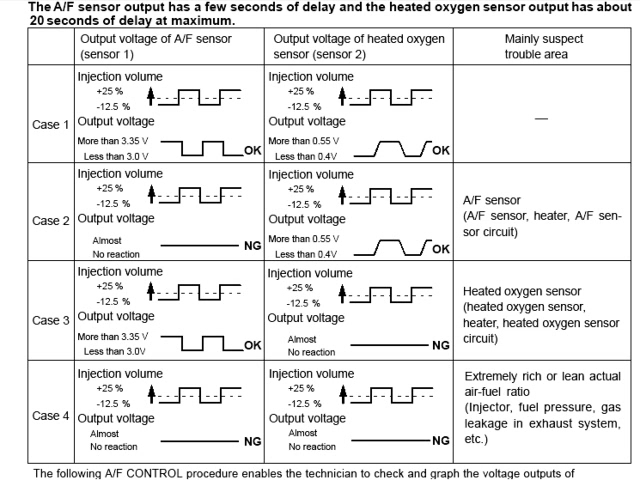 The A/F sensor output has a few seconds of delay and the heated oxygen sensor output has about
20 seconds of delay at maximum.
Output voltage of A/F sensor
(sensor 1)
Output voltage of heated oxygen
sensor (sensor 2)
Mainly suspect
trouble area
Case 1
Injection volume
+25 %
-12.5 %
Output voltage
More than 3.35 V
Less than 3.0 V
OK
Injection volume
+25 %
-12.5 %
Output voltage
More than 0.55 V
Less than 0.4V
OK
—
Case 2
Injection volume
+25 %
-12.5 %
Output voltage
Almost
No reaction
NG
Injection volume
+25 %
-12.5 %
Output voltage
More than 0.55 V
Less than 0.4V
OK
A/F sensor
(A/F sensor, heater, A/F sen-
sor circuit)
Case 3
Injection volume
+25 %
-12.5 %
Output voltage
More than 3.35 V
Less than 3.0V
OK
Injection volume
+25 %
-12.5 %
Output voltage
Almost
No reaction
NG
Heated oxygen sensor
(heated oxygen sensor,
heater, heated oxygen sensor
circuit)
Case 4
Injection volume
+25 %
-12.5 %
Output voltage
Almost
No reaction
NG
Injection volume
+25 %
-12.5 %
Output voltage
Almost
No reaction
NG
Extremely rich or lean actual
air-fuel ratio
(Injector, fuel pressure, gas
leakage in exhaust system,
etc.)
The following A/F CONTROL procedure enables the technician to check and graph the voltage outputs of